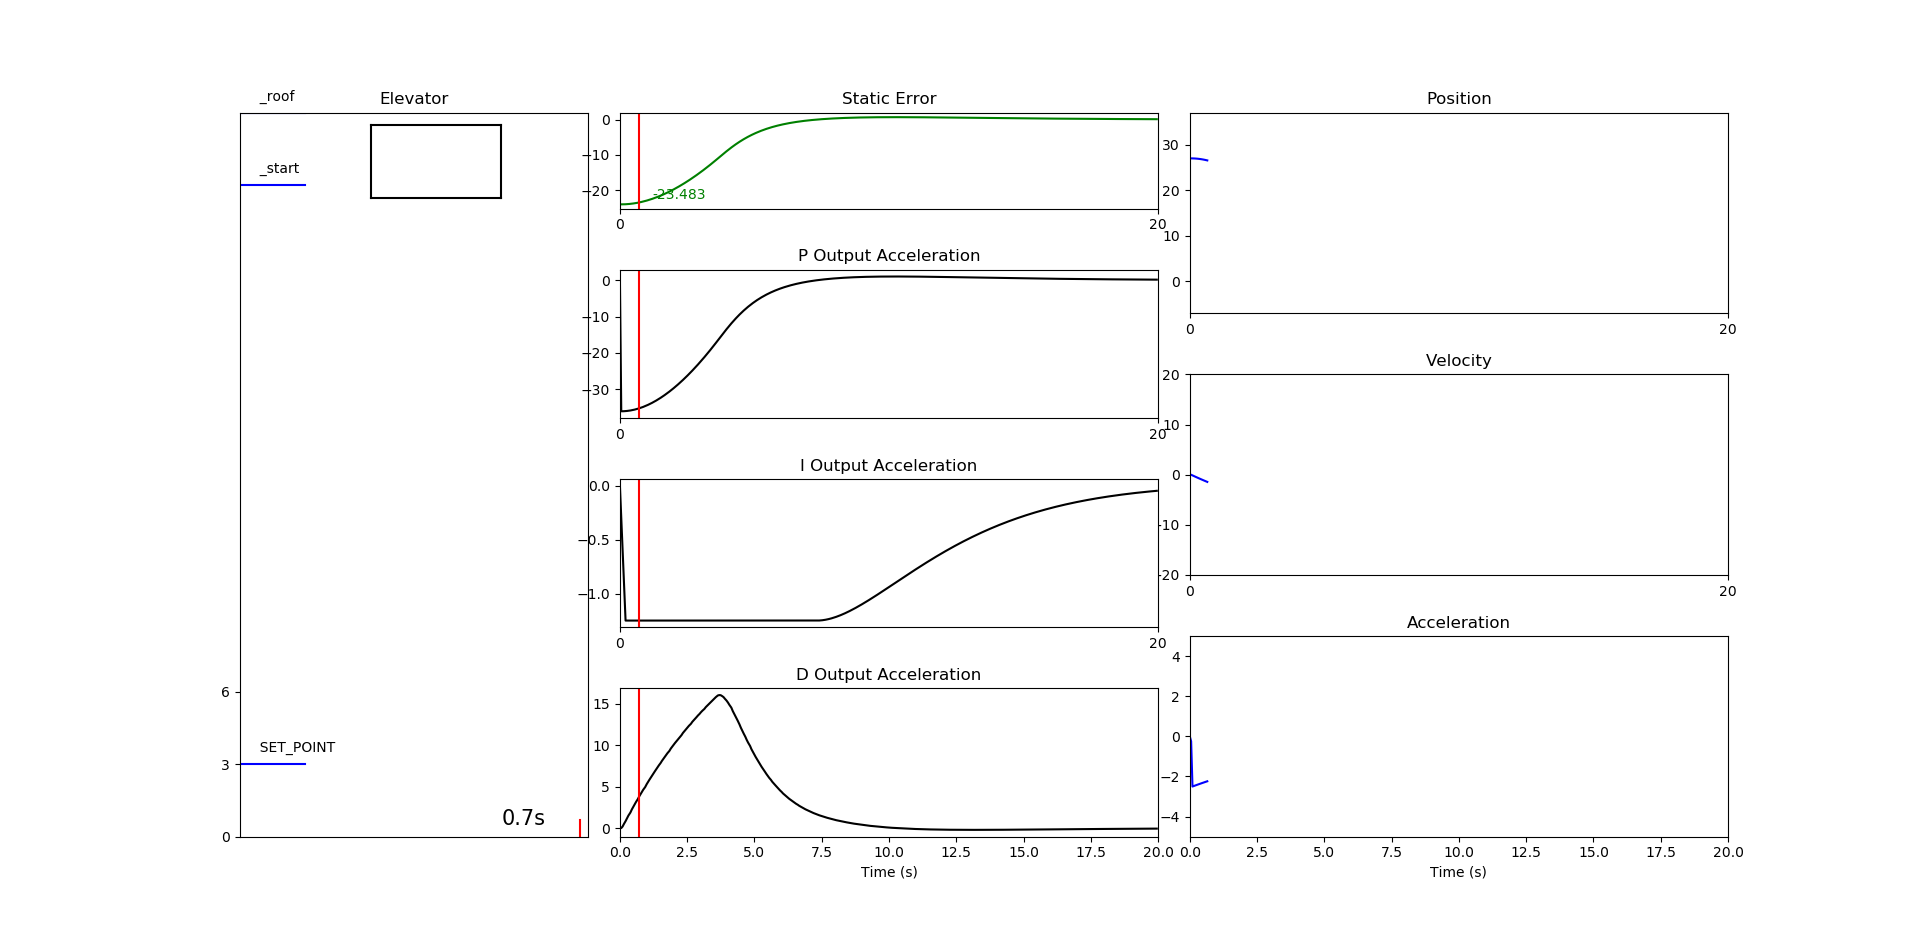 _roof
Elevator
_start
6
SET_POINT
3
0.7s
0
Static Error
0
−10
−20
-23.483
0
20
P Output Acceleration
0
−10
−20
−30
0
20
I Output Acceleration
0.0
−0.5
−1.0
0
20
D Output Acceleration
15
10
5
0
0.0 2.5 5.0 7.5 10.0 12.5 15.0 17.5 20.0
Time (s)
Position
30
20
10
0
0
20
Velocity
20
10
0
-10
-20
0
20
Acceleration
4
2
0
−2
−4
0.0 2.5 5.0 7.5 10.0 12.5 15.0 17.5 20.0
Time (s)